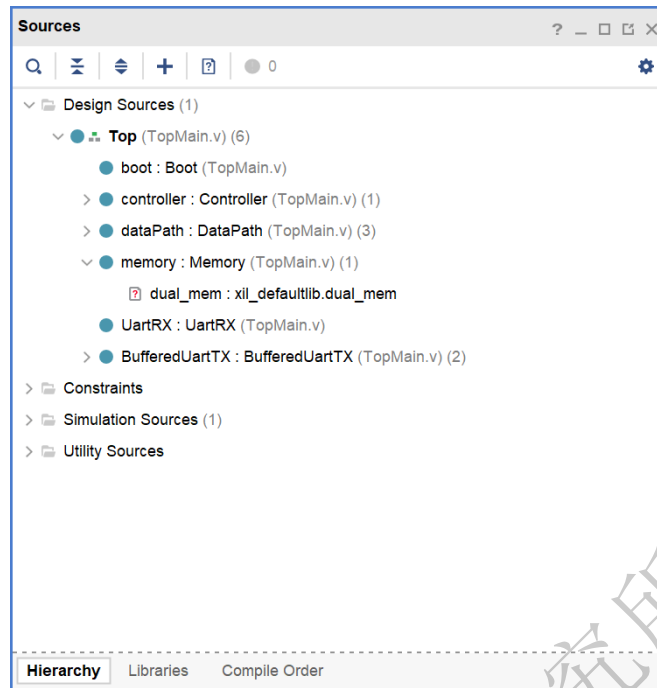 Sources
0
Design Sources (1)
Top (TopMain.v) (6)
boot : Boot (TopMain.v)
controller : Controller (TopMain.v) (1)
dataPath : DataPath (TopMain.v) (3)
memory : Memory (TopMain.v) (1)
dual_mem : xil_defaultlib.dual_mem
UartRX : UartRX (TopMain.v)
BufferedUartTX : BufferedUartTX (TopMain.v) (2)
Constraints
Simulation Sources (1)
Utility Sources
Hierarchy Libraries Compile Order
究所